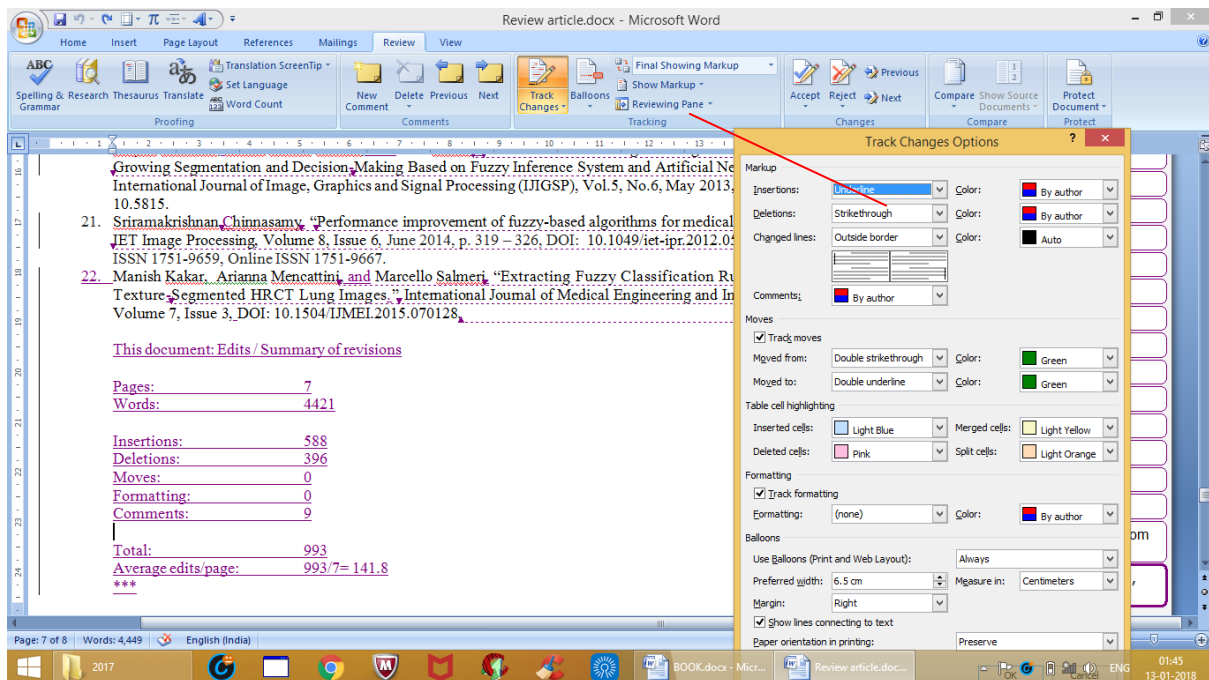 Review article.docx - Microsoft Word
Home Insert Page Layout References Mailings Review View
ABC
Spelling & Grammar
Research
Thesaurus
Translate
Translation ScreenTip
Set Language
Word Count
Proofing
New Comment
Delete
Previous
Next
Comments
Track Changes
Balloons
Final Showing Markup
Show Markup
Reviewing Pane
Tracking
Accept
Reject
Previous
Next
Changes
Compare
Show Source Documents
Compare
Protect Document
Protect
Growing Segmentation and Decision-Making Based on Fuzzy Inference System and Artificial Ne
International Journal of Image, Graphics and Signal Processing (IJIGSP), Vol.5, No.6, May 2013,
10.5815.
21. Sriramakrishnan Chinnasamy, "Performance improvement of fuzzy-based algorithms for medical
IET Image Processing, Volume 8, Issue 6, June 2014, p. 319 – 326, DOI: 10.1049/iet-ipr.2012.05
ISSN 1751-9659, Online ISSN 1751-9667.
22. Manish Kakar, Arianna Mencattini, and Marcello Salmeri, "Extracting Fuzzy Classification Ru
Texture-Segmented HRCT Lung Images.", International Journal of Medical Engineering and In
Volume 7, Issue 3, DOI: 10.1504/IJMEI.2015.070128.
This document: Edits / Summary of revisions
Pages: 7
Words: 4421
Insertions: 588
Deletions: 396
Moves: 0
Formatting: 0
Comments: 9
Total: 993
Average edits/page: 993/7= 141.8
***
Track Changes Options
?
Markup
Insertions: Underline Color: By author
Deletions: Strikethrough Color: By author
Changed lines: Outside border Color: Auto
Comments: By author
Moves
Track moves
Moved from: Double strikethrough Color: Green
Moved to: Double underline Color: Green
Table cell highlighting
Inserted cells: Light Blue Merged cells: Light Yellow
Deleted cells: Pink Split cells: Light Orange
Formatting
Track formatting
Formatting: (none) Color: By author
Balloons
Use Balloons (Print and Web Layout): Always
Preferred width: 6.5 cm Measure in: Centimeters
Margin: Right
Show lines connecting to text
Paper orientation in printing: Preserve
OK
Cancel
om
Page: 7 of 8 Words: 4,449 English (India)
2017
BOOK.docx - Micr...
Review article.doc...
ENG
01:45
13-01-2018